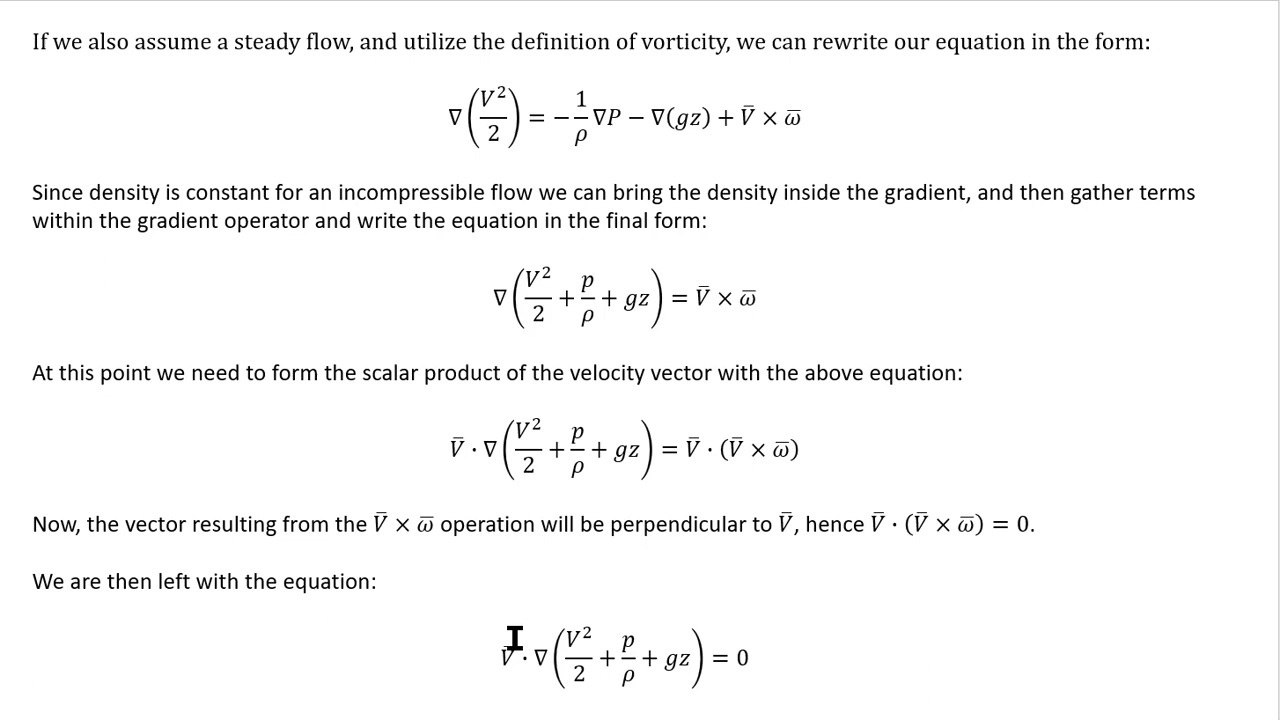 If we also assume a steady flow, and utilize the definition of vorticity, we can rewrite our equation in the form:
∇(V²/2) = −1/ρ ∇P − ∇(gz) + V̄ × ω̅
Since density is constant for an incompressible flow we can bring the density inside the gradient, and then gather terms
within the gradient operator and write the equation in the final form:
∇(V²/2 + p/ρ + gz) = V̄ × ω̅
At this point we need to form the scalar product of the velocity vector with the above equation:
V̄ · ∇(V²/2 + p/ρ + gz) = V̄ · (V̄ × ω̅)
Now, the vector resulting from the V̄ × ω̅ operation will be perpendicular to V̄, hence V̄ · (V̄ × ω̅) = 0.
We are then left with the equation:
V̄ · ∇(V²/2 + p/ρ + gz) = 0